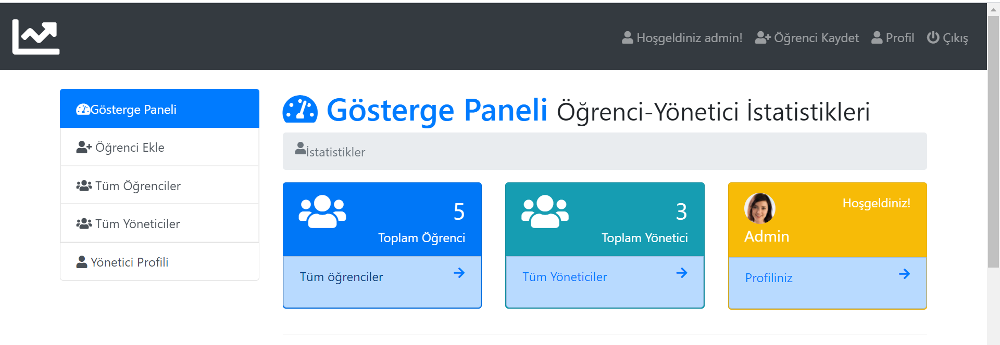 Hoşgeldiniz admin! Öğrenci Kaydet Profil Çıkış
Gösterge Paneli
Öğrenci Ekle
Tüm Öğrenciler
Tüm Yöneticiler
Yönetici Profili
Gösterge Paneli Öğrenci-Yönetici İstatistikleri
İstatistikler
5
Toplam Öğrenci
Tüm öğrenciler
3
Toplam Yönetici
Tüm Yöneticiler
Hoşgeldiniz!
Admin
Profiliniz